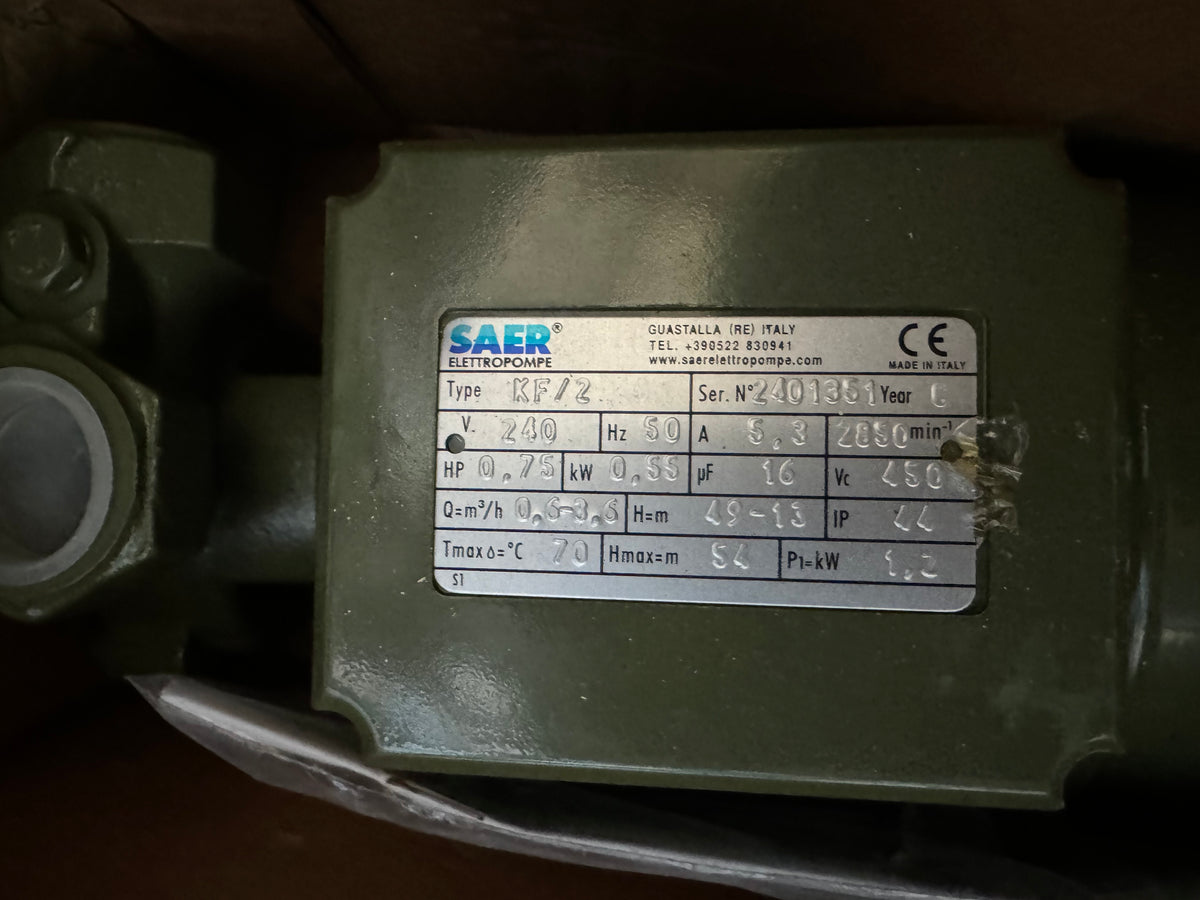 SAER®
ELETTROPOMPE
GUASTALLA (RE) ITALY
TEL. +390522 830941
www.saerelettropompe.com
CE
MADE IN ITALY
Type KF/2 Ser. N° 2401351 Year G
V~ 240 Hz 50 A 5,3 2850 min⁻¹
HP 0,75 kW 0,55 µF 16 Vc 450
Q=m³/h 0,6-3,6 H=m 49-13 IP 44
Tmax ∆=°C 70 Hmax=m 54 P1=kW 1,2
S1